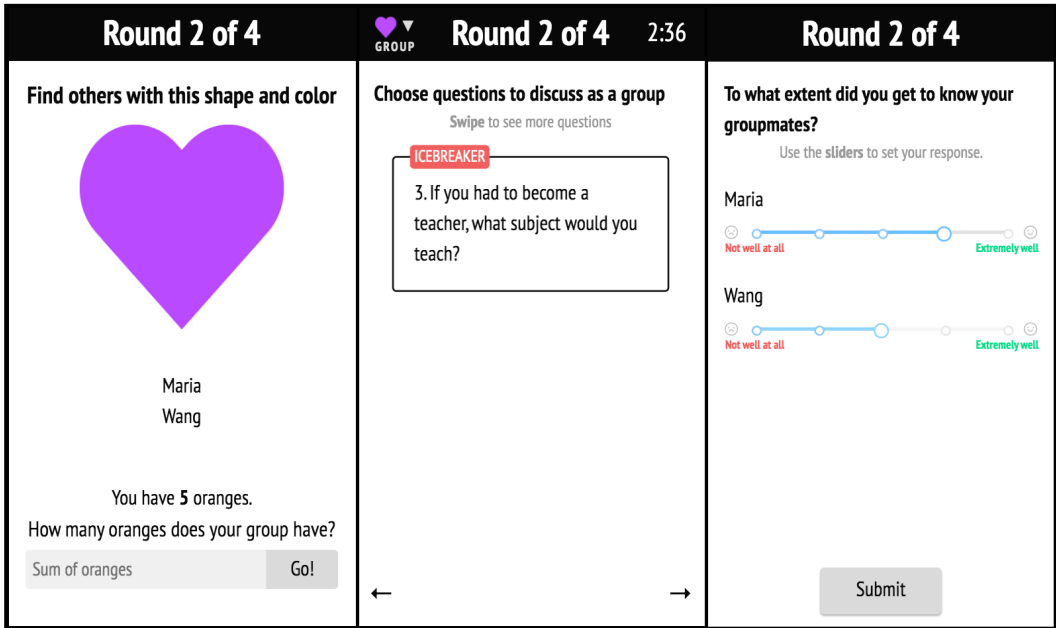 Round 2 of 4
Find others with this shape and color
Maria
Wang
You have 5 oranges.
How many oranges does your group have?
Sum of oranges
Go!
GROUP
Round 2 of 4
2:36
Choose questions to discuss as a group
Swipe to see more questions
ICEBREAKER
3. If you had to become a
teacher, what subject would you
teach?
Round 2 of 4
To what extent did you get to know your
groupmates?
Use the sliders to set your response.
Maria
Not well at all
Extremely well
Wang
Not well at all
Extremely well
Submit